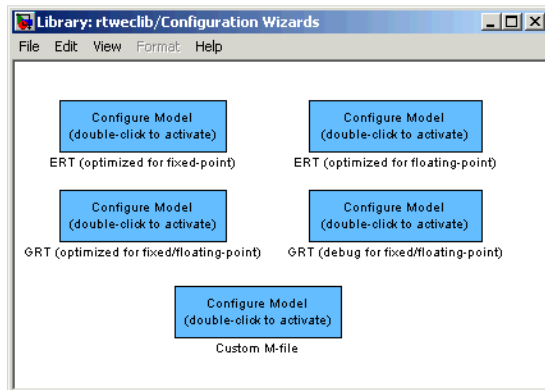 Library: rtweclib/Configuration Wizards
File Edit View Format Help
Configure Model
(double-click to activate)
ERT (optimized for fixed-point)
Configure Model
(double-click to activate)
ERT (optimized for floating-point)
Configure Model
(double-click to activate)
GRT (optimized for fixed/floating-point)
Configure Model
(double-click to activate)
GRT (debug for fixed/floating-point)
Configure Model
(double-click to activate)
Custom M-file